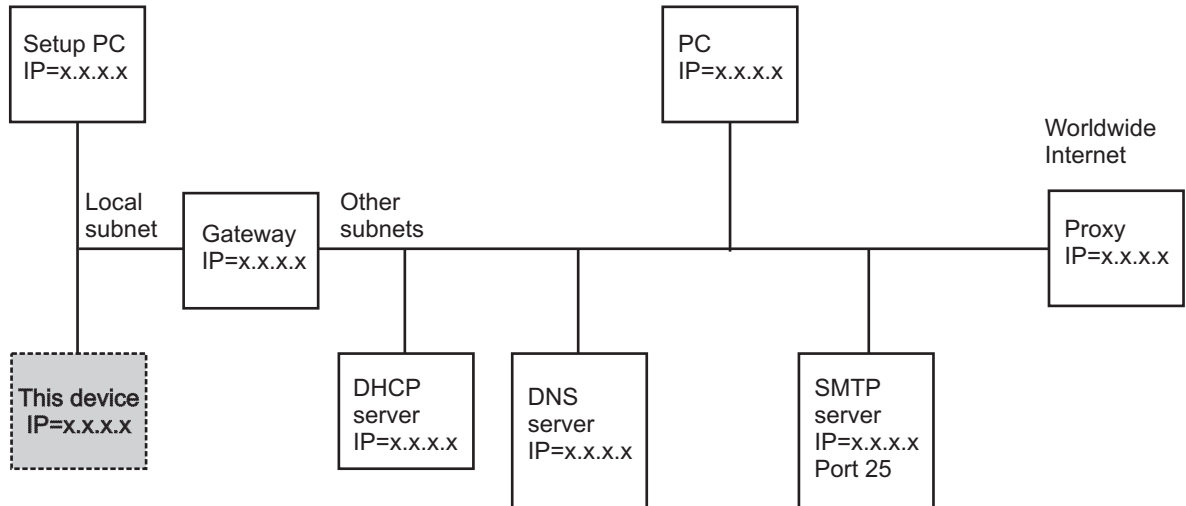 Setup PC
IP=x.x.x.x
PC
IP=x.x.x.x
Worldwide
Internet
Local
subnet
Gateway
IP=x.x.x.x
Other
subnets
Proxy
IP=x.x.x.x
This device
IP=x.x.x.x
DHCP
server
IP=x.x.x.x
DNS
server
IP=x.x.x.x
SMTP
server
IP=x.x.x.x
Port 25